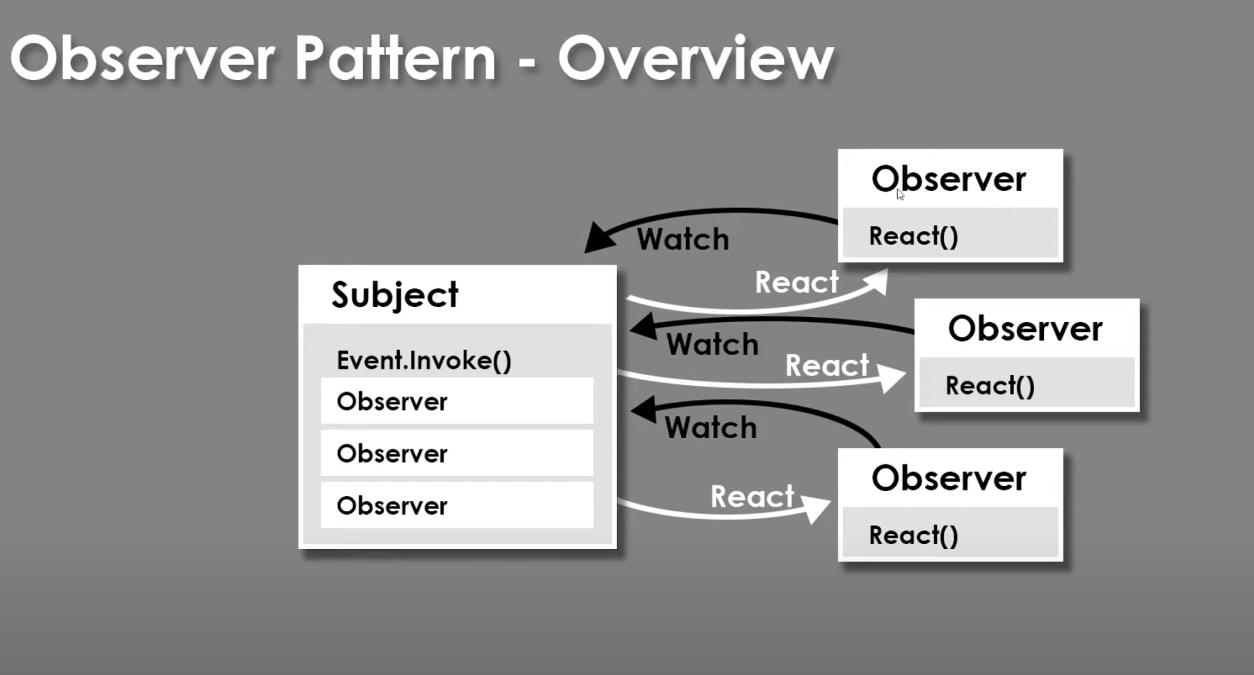 Observer Pattern - Overview
Observer
React()
Watch
React
Subject
Event.Invoke()
Observer
Observer
Observer
Observer
React()
Watch
React
Watch
React
Observer
React()